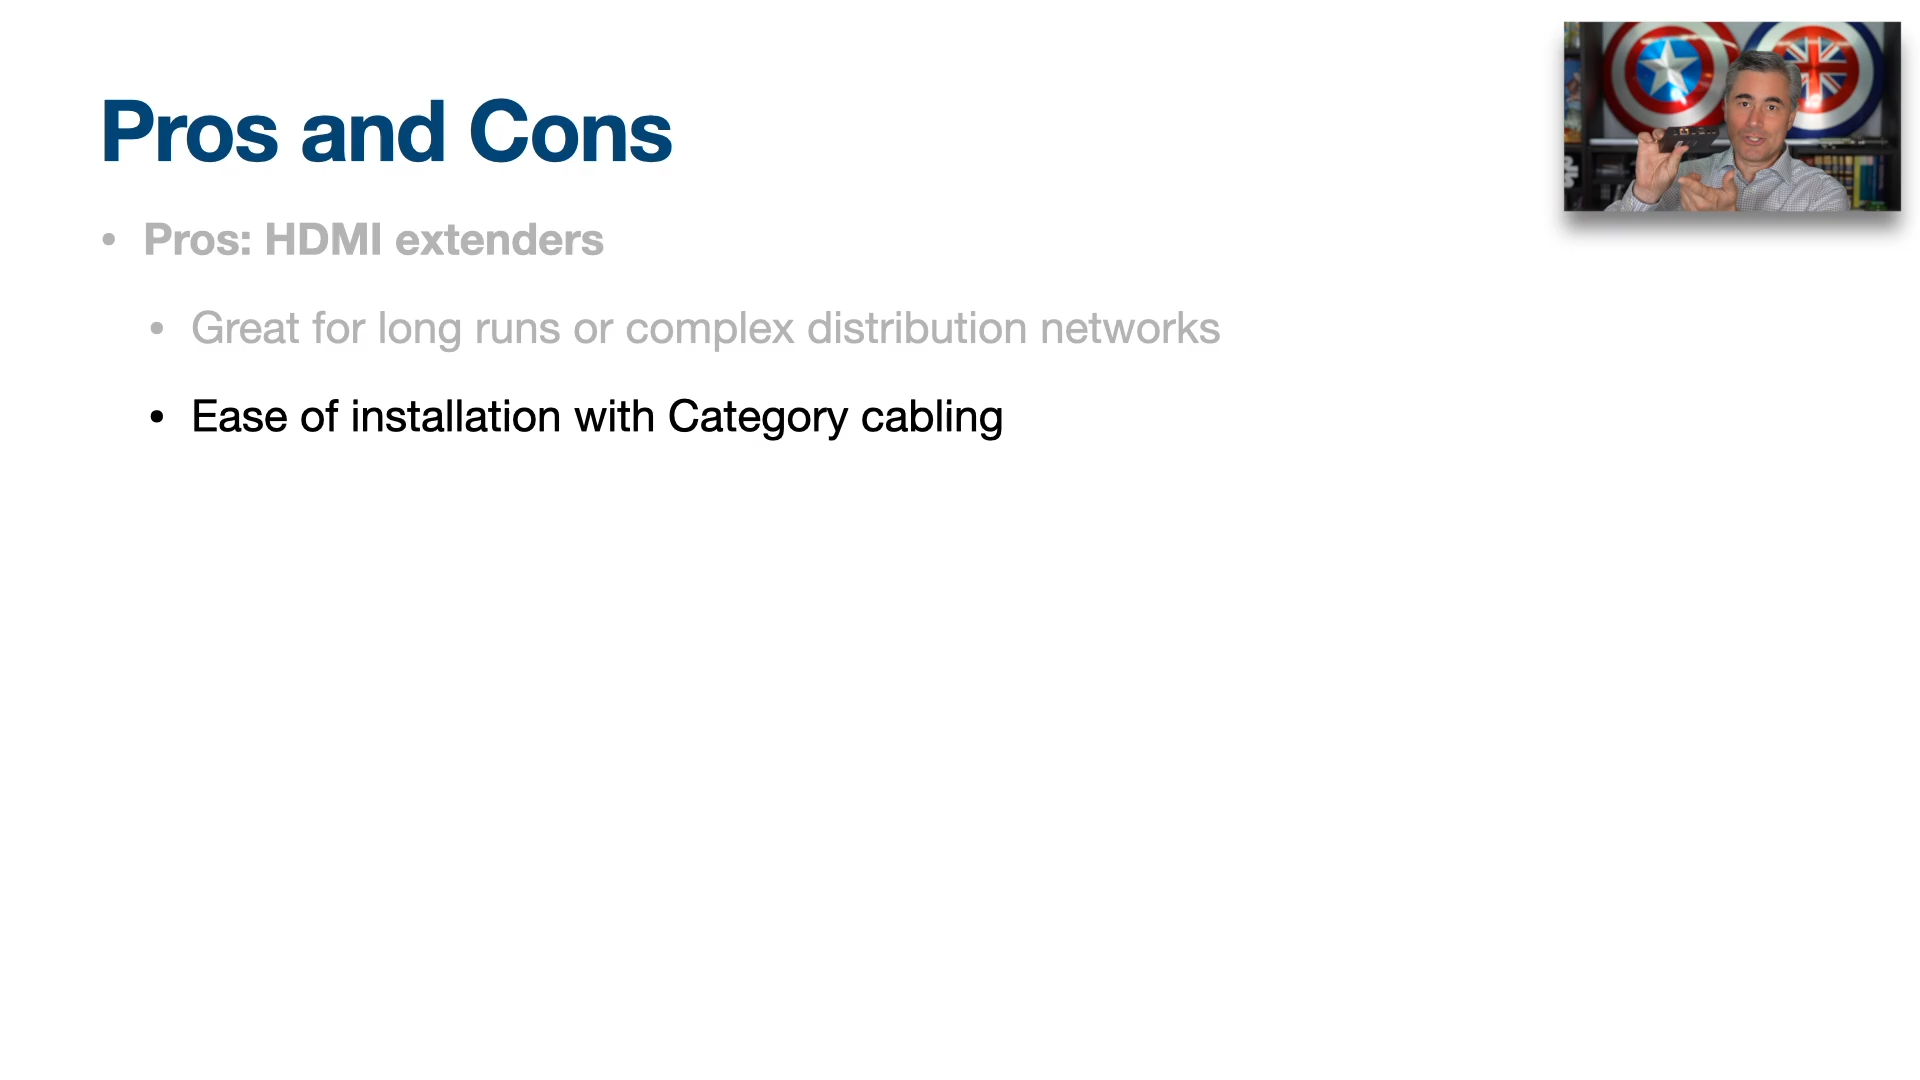 Pros and Cons
• Pros: HDMI extenders
• Great for long runs or complex distribution networks
• Ease of installation with Category cabling